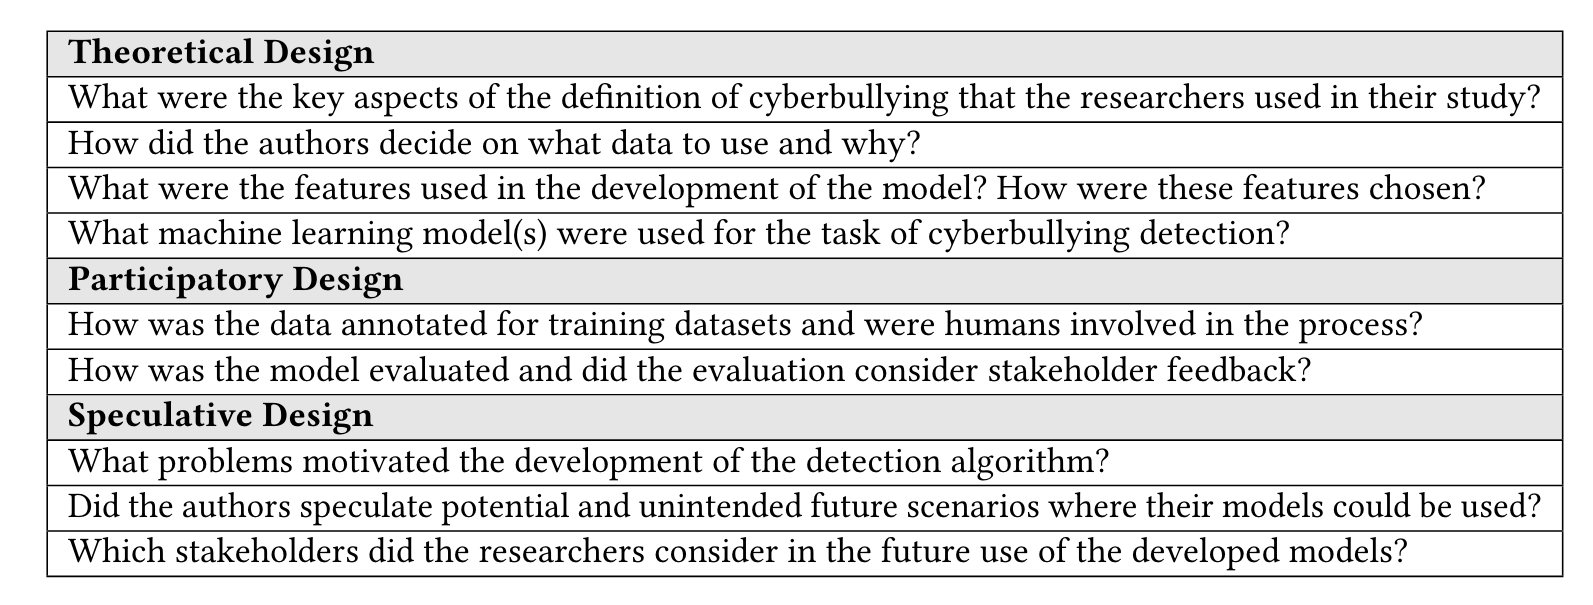 Theoretical Design
What were the key aspects of the definition of cyberbullying that the researchers used in their study?
How did the authors decide on what data to use and why?
What were the features used in the development of the model? How were these features chosen?
What machine learning model(s) were used for the task of cyberbullying detection?
Participatory Design
How was the data annotated for training datasets and were humans involved in the process?
How was the model evaluated and did the evaluation consider stakeholder feedback?
Speculative Design
What problems motivated the development of the detection algorithm?
Did the authors speculate potential and unintended future scenarios where their models could be used?
Which stakeholders did the researchers consider in the future use of the developed models?